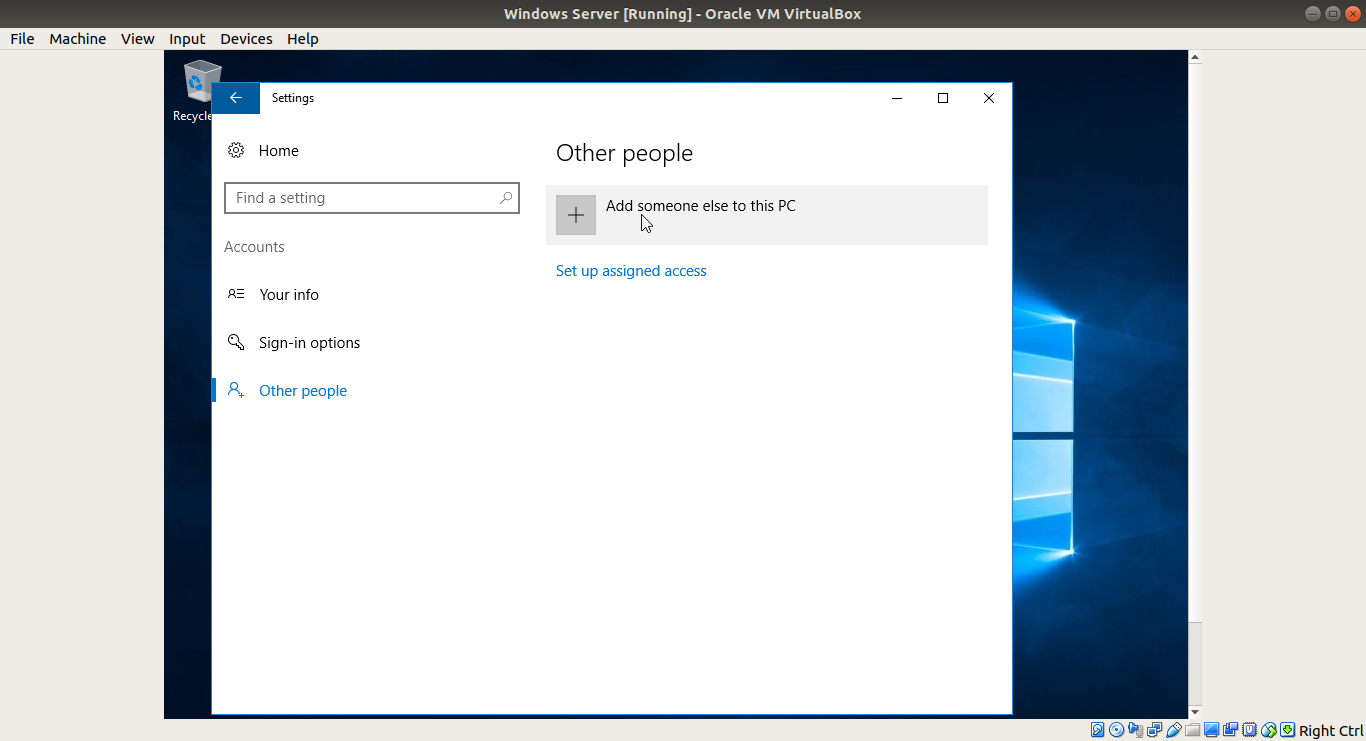 Windows Server [Running] - Oracle VM VirtualBox
File Machine View Input Devices Help
Recycle
Settings
Home
Find a setting
Accounts
Your info
Sign-in options
Other people
Other people
Add someone else to this PC
Set up assigned access
Right Ctrl